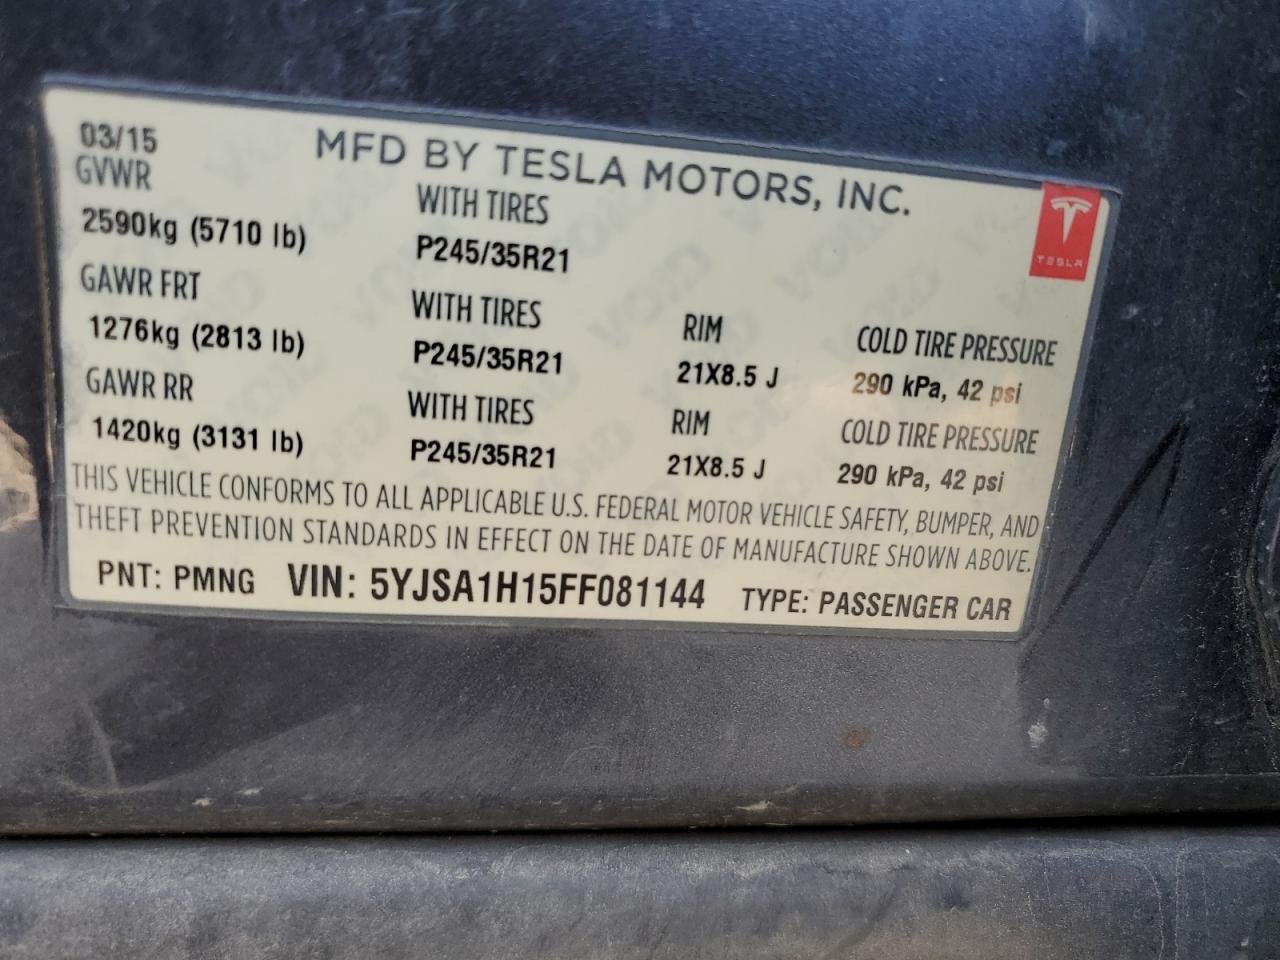 03/15 MFD BY TESLA MOTORS, INC.
GVWR WITH TIRES
2590kg (5710 lb) P245/35R21
TESLA
GAWR FRT WITH TIRES RIM COLD TIRE PRESSURE
1276kg (2813 lb) P245/35R21 21X8.5 J 290 kPa, 42 psi
GAWR RR WITH TIRES RIM COLD TIRE PRESSURE
1420kg (3131 lb) P245/35R21 21X8.5 J 290 kPa, 42 psi
THIS VEHICLE CONFORMS TO ALL APPLICABLE U.S. FEDERAL MOTOR VEHICLE SAFETY, BUMPER, AND
THEFT PREVENTION STANDARDS IN EFFECT ON THE DATE OF MANUFACTURE SHOWN ABOVE.
PNT: PMNG VIN: 5YJSA1H15FF081144 TYPE: PASSENGER CAR